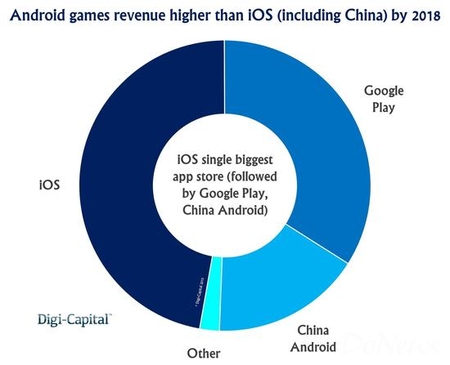 Android games revenue higher than iOS (including China) by 2018
Google
Play
iOS single biggest
app store (followed
by Google Play,
China Android)
iOS
Digi-Capital™
China
Android
Other